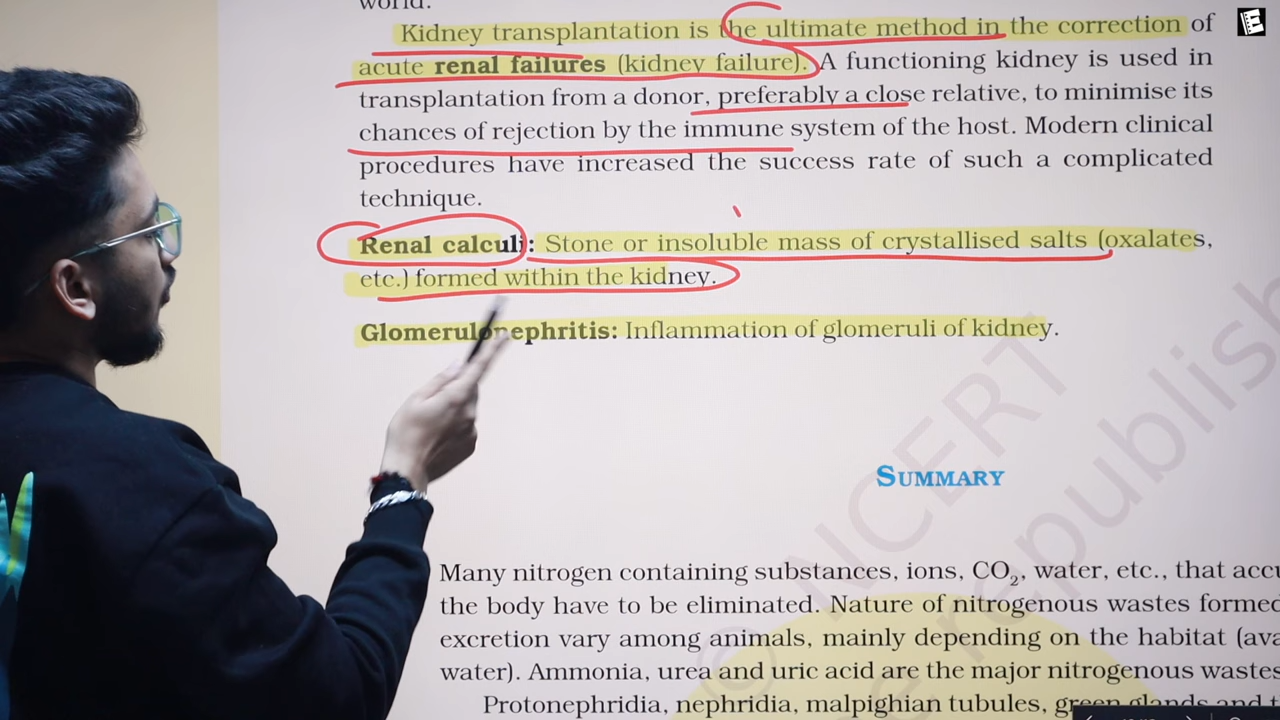 world.
Kidney transplantation is the ultimate method in the correction of
acute renal failures (kidney failure). A functioning kidney is used in
transplantation from a donor, preferably a close relative, to minimise its
chances of rejection by the immune system of the host. Modern clinical
procedures have increased the success rate of such a complicated
technique.
Renal calculi: Stone or insoluble mass of crystallised salts (oxalates,
etc.) formed within the kidney.
Glomerulonephritis: Inflammation of glomeruli of kidney.
SUMMARY
Many nitrogen containing substances, ions, CO₂, water, etc., that
the body have to be eliminated. Nature of nitrogenous wastes formed
excretion vary among animals, mainly depending on the habitat
water). Ammonia, urea and uric acid are the major nitrogenous wastes
Protonephridia, nephridia, malpighian tubules, green glands and
© NCERT
republish
E